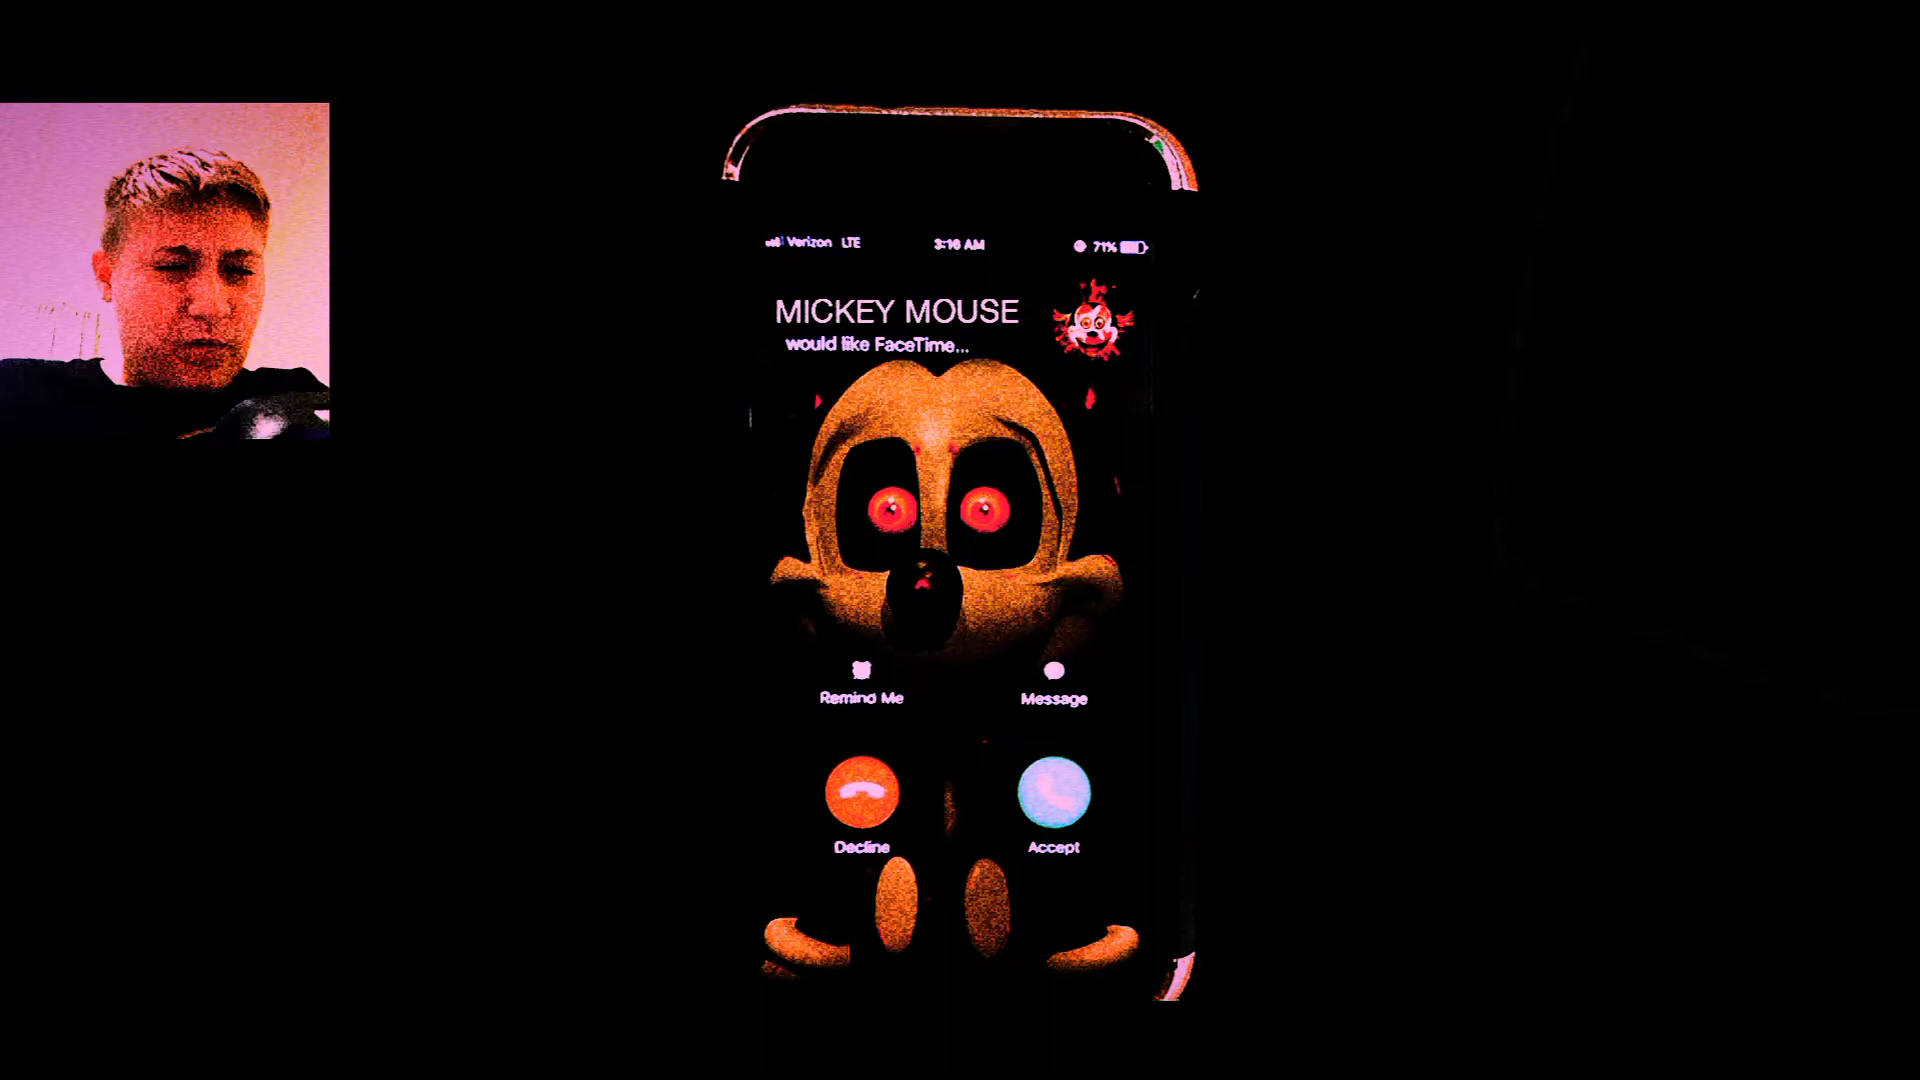 Verizon LTE 3:16 AM 71%
MICKEY MOUSE
would like FaceTime...
Remind Me Message
Decline Accept